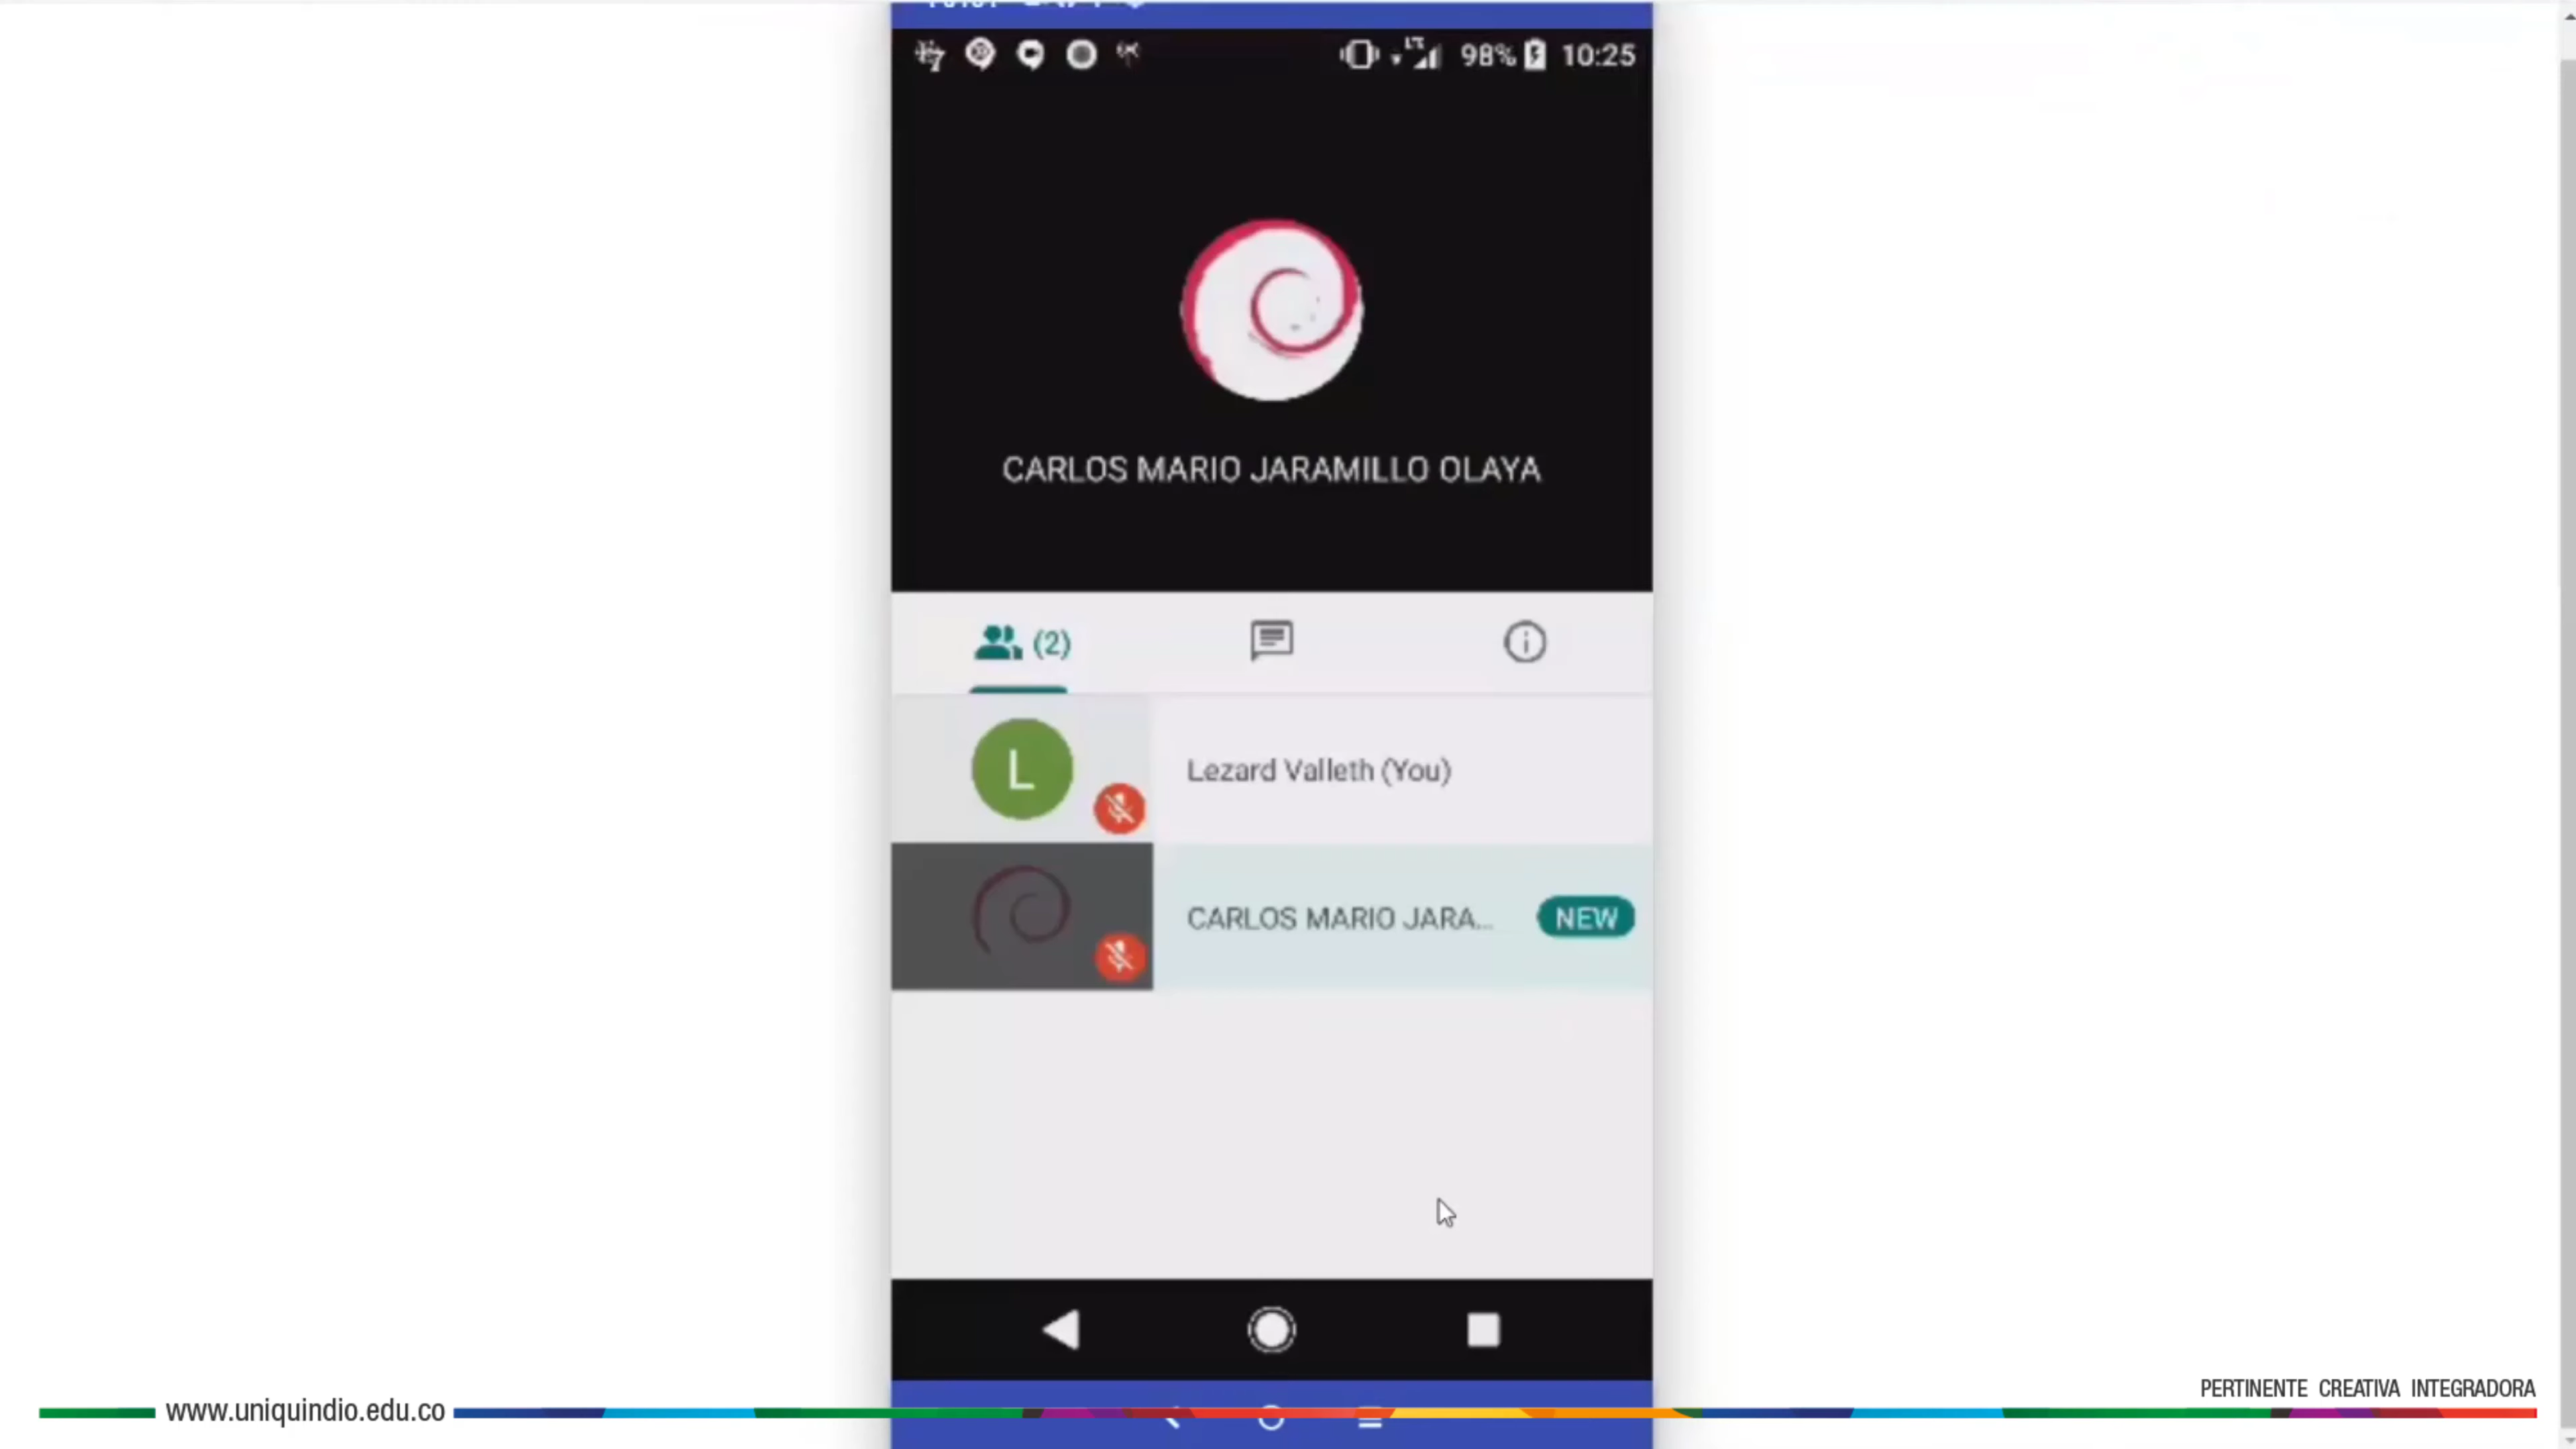 98% 10:25
CARLOS MARIO JARAMILLO OLAYA
(2)
L
Lezard Valleth (You)
CARLOS MARIO JARA... NEW
PERTINENTE CREATIVA INTEGRADORA
www.uniquindio.edu.co